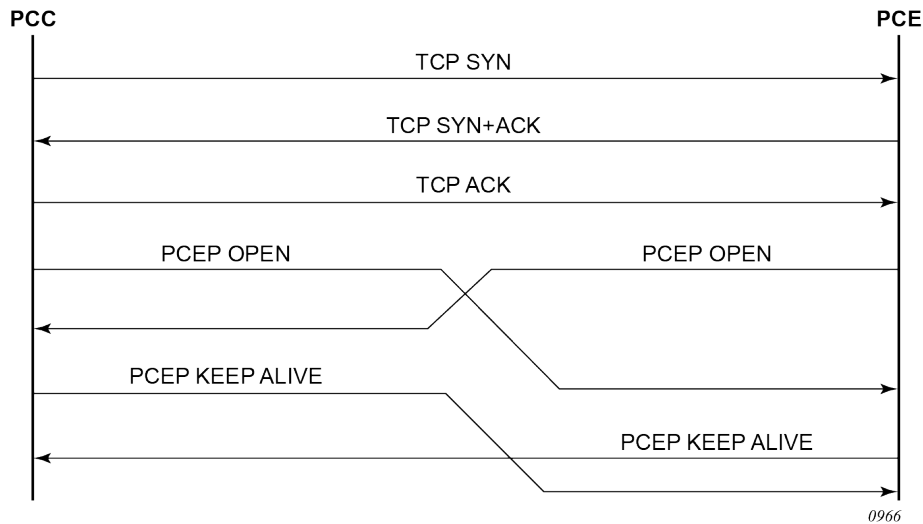 PCC
PCE
TCP SYN
TCP SYN+ACK
TCP ACK
PCEP OPEN
PCEP OPEN
PCEP KEEP ALIVE
PCEP KEEP ALIVE
0966